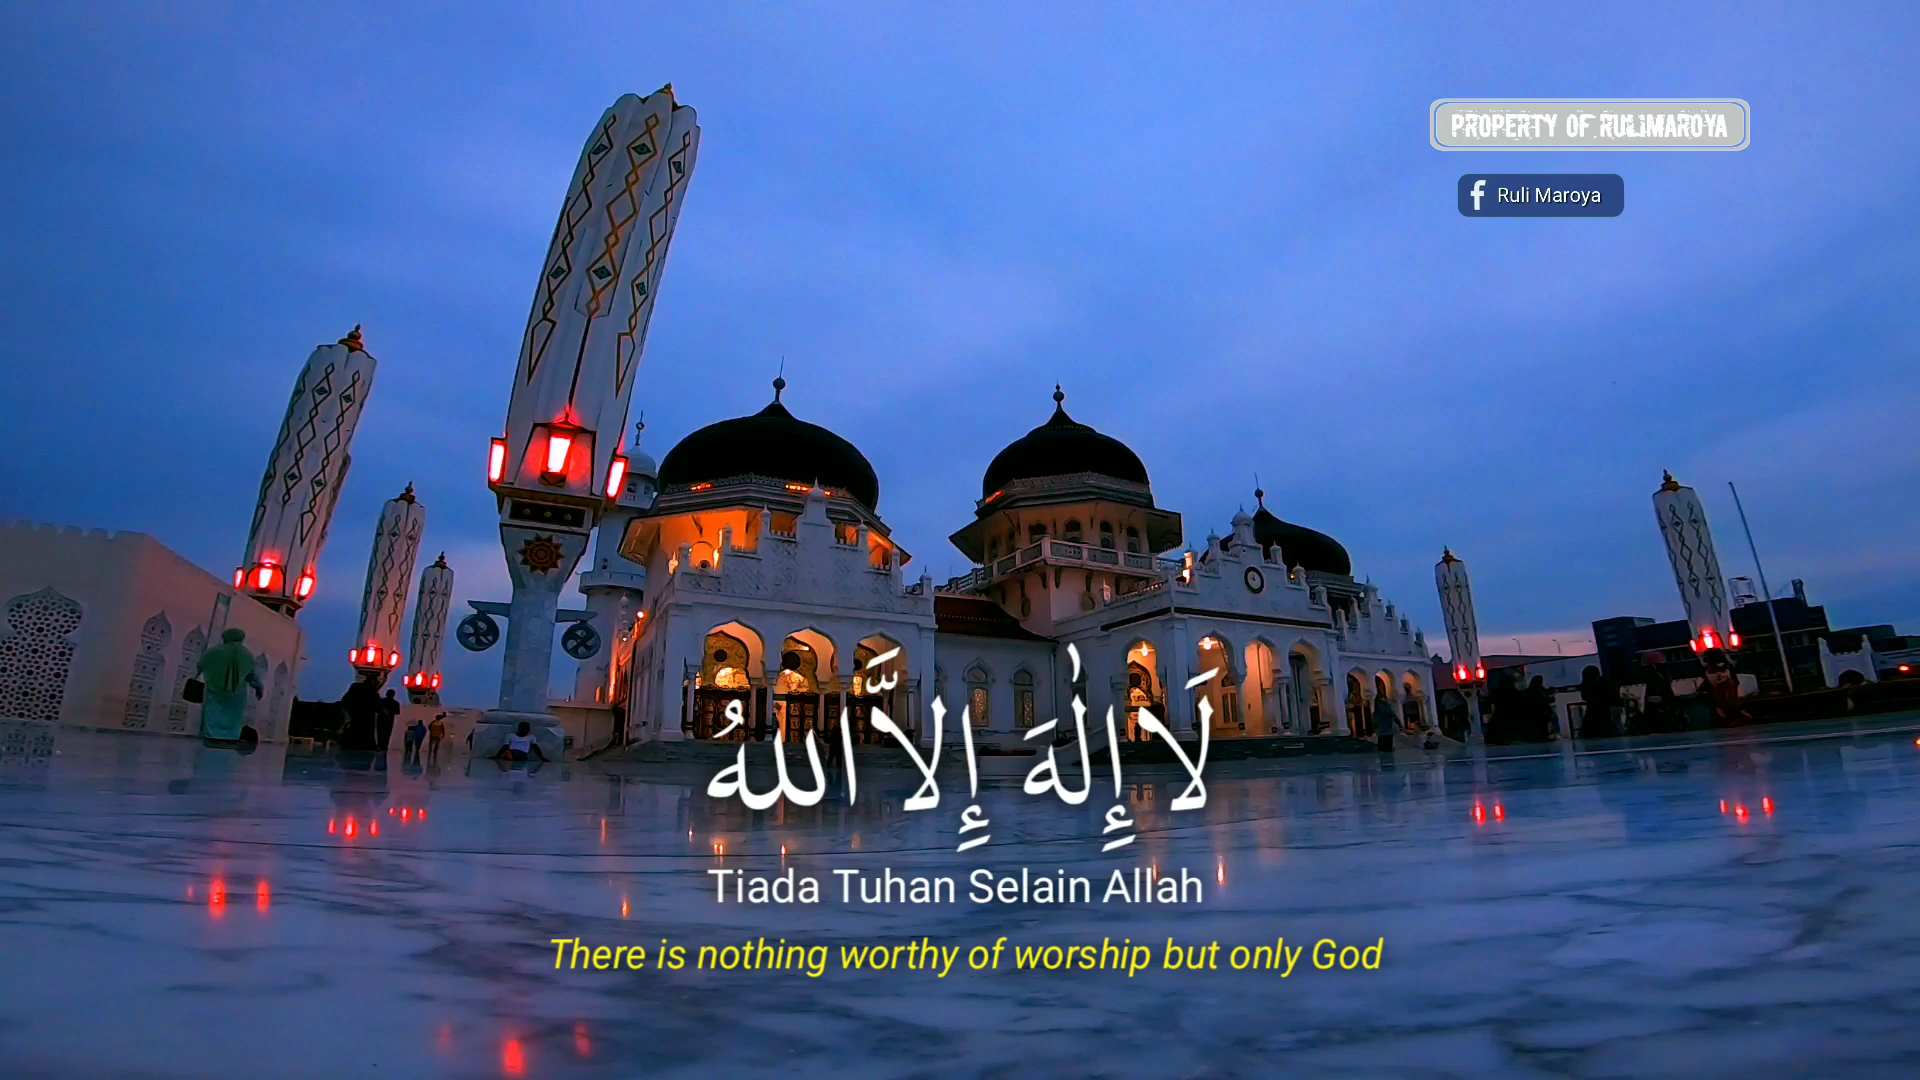 PROPERTY OF RULIMAROYA
f Ruli Maroya
لَا إِلٰهَ إِلاَّ اللهُ
Tiada Tuhan Selain Allah
There is nothing worthy of worship but only God